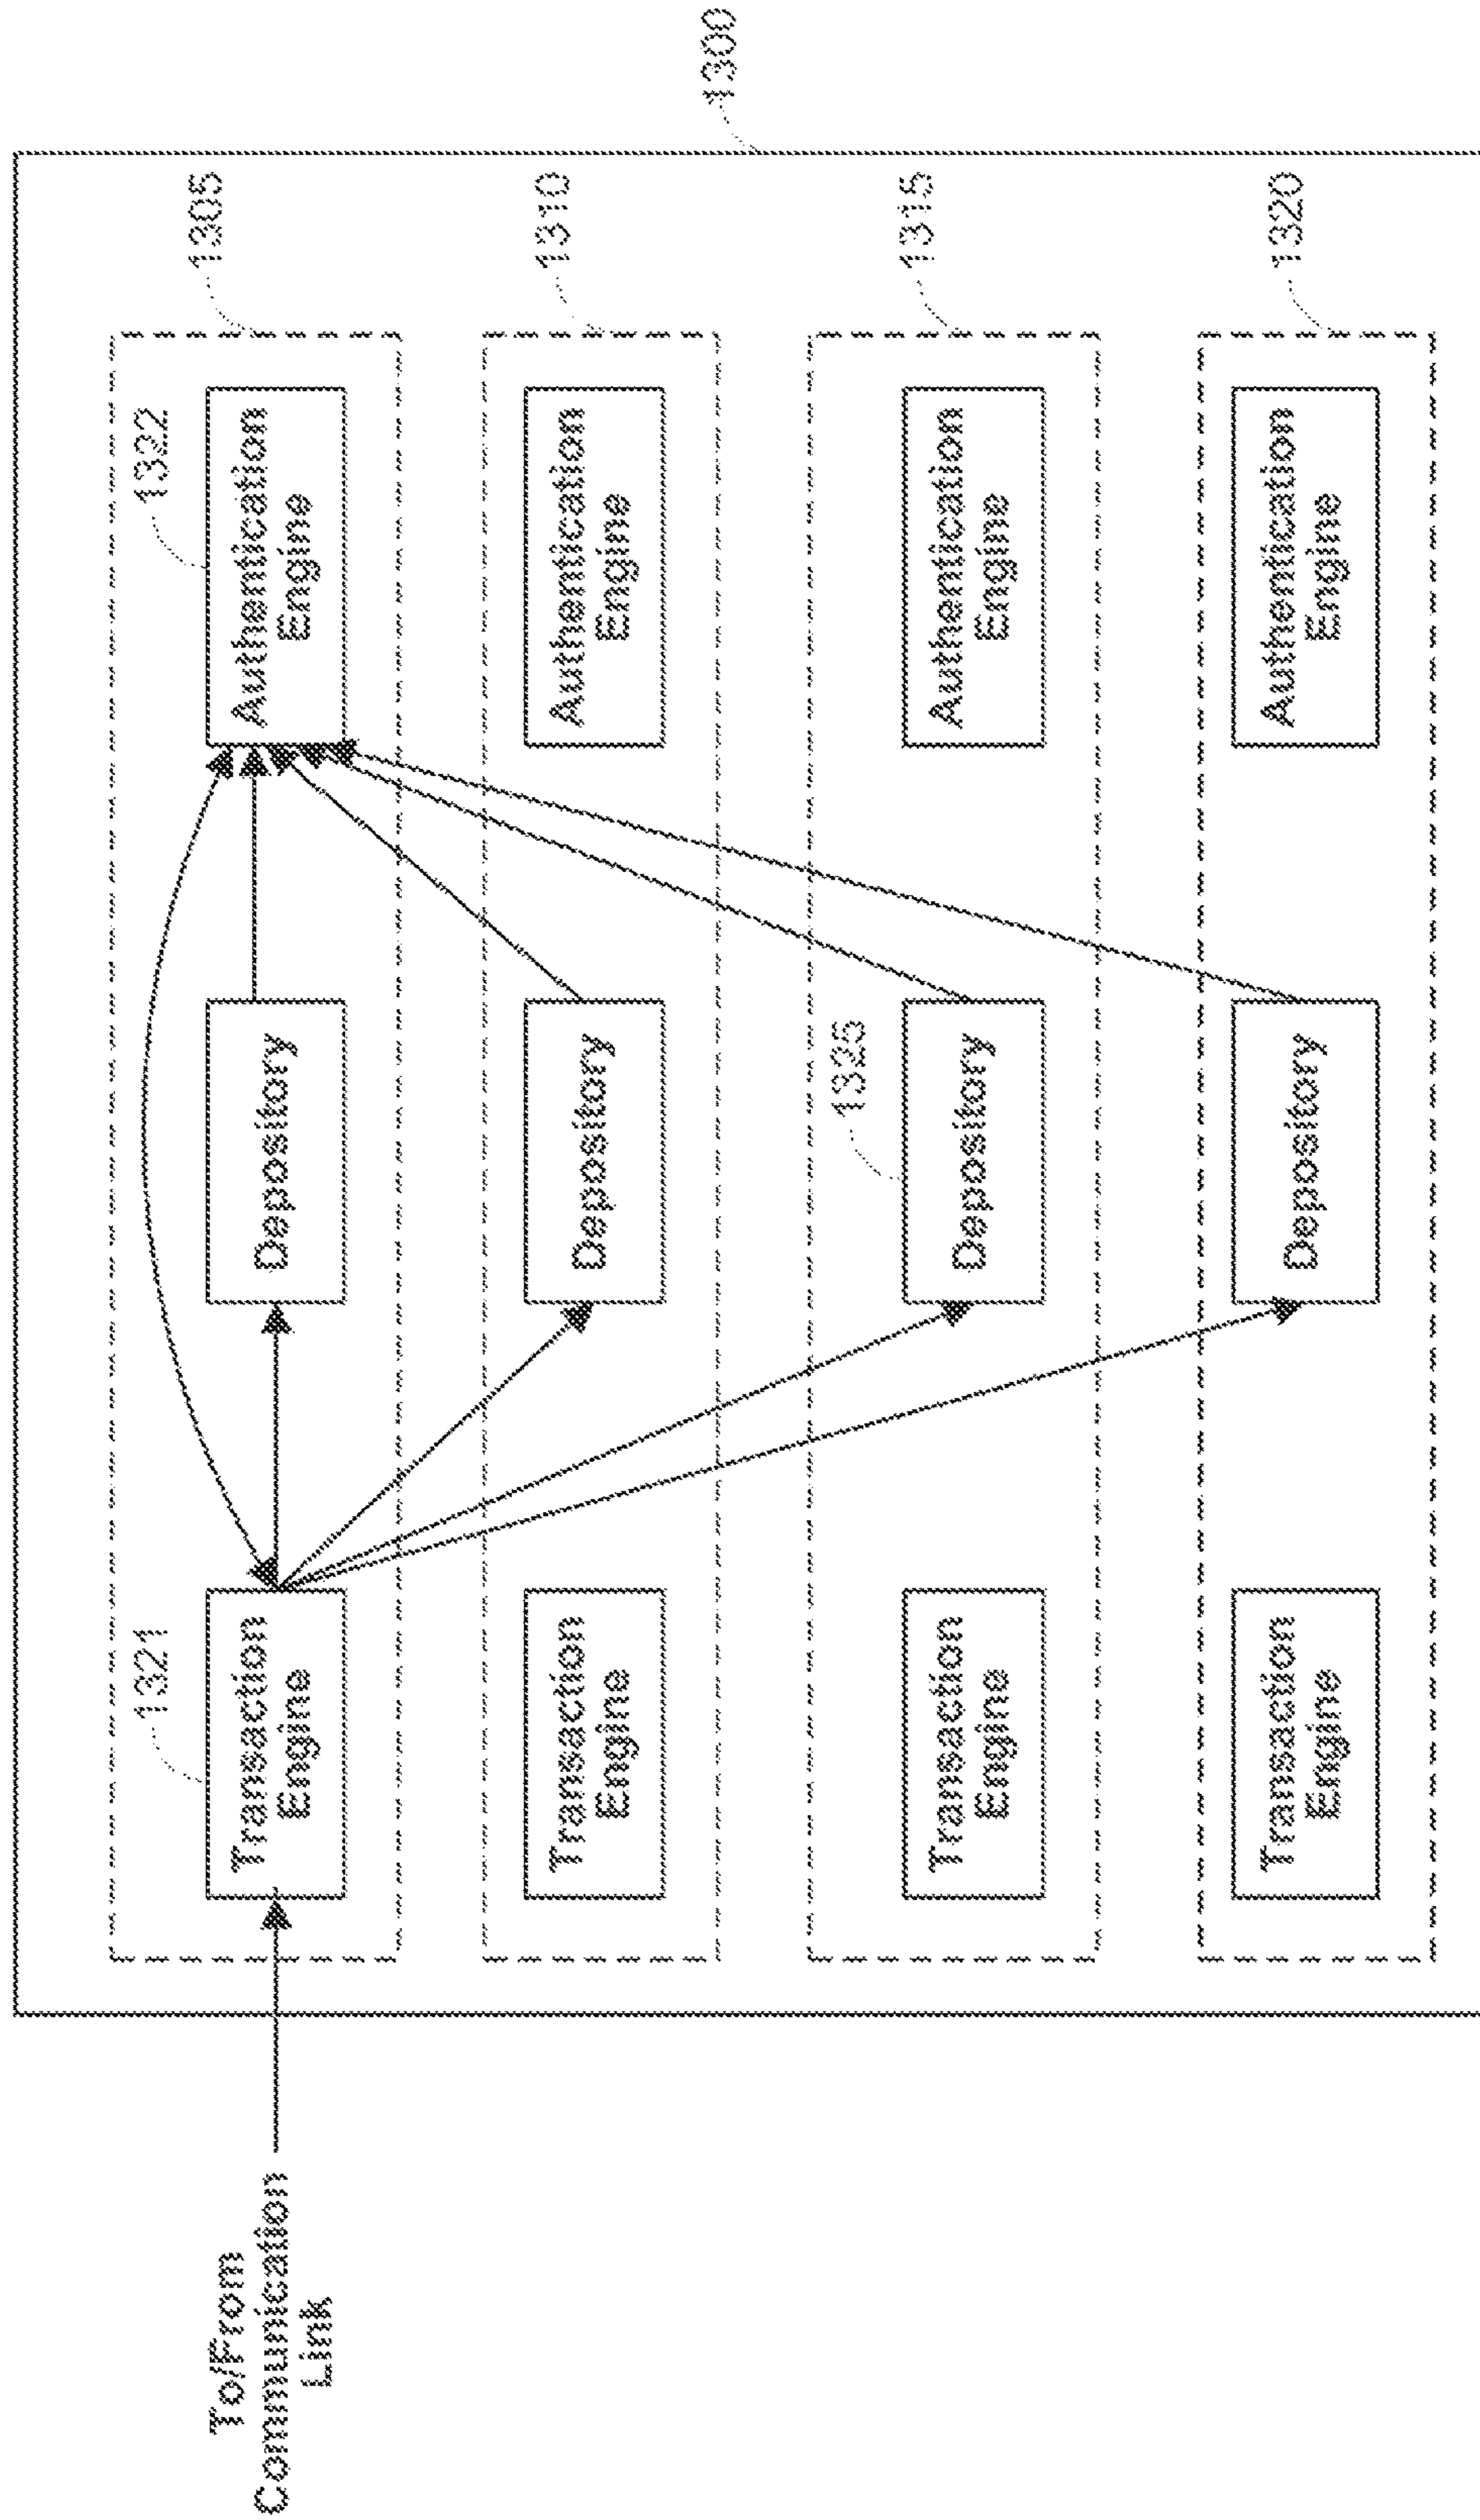 1300
To/From
Communication
Link
1305
1321
Transaction
Engine
Depository
1322
Authentication
Engine
1310
Transaction
Engine
Depository
Authentication
Engine
1315
Transaction
Engine
1325
Depository
Authentication
Engine
1320
Transaction
Engine
Depository
Authentication
Engine